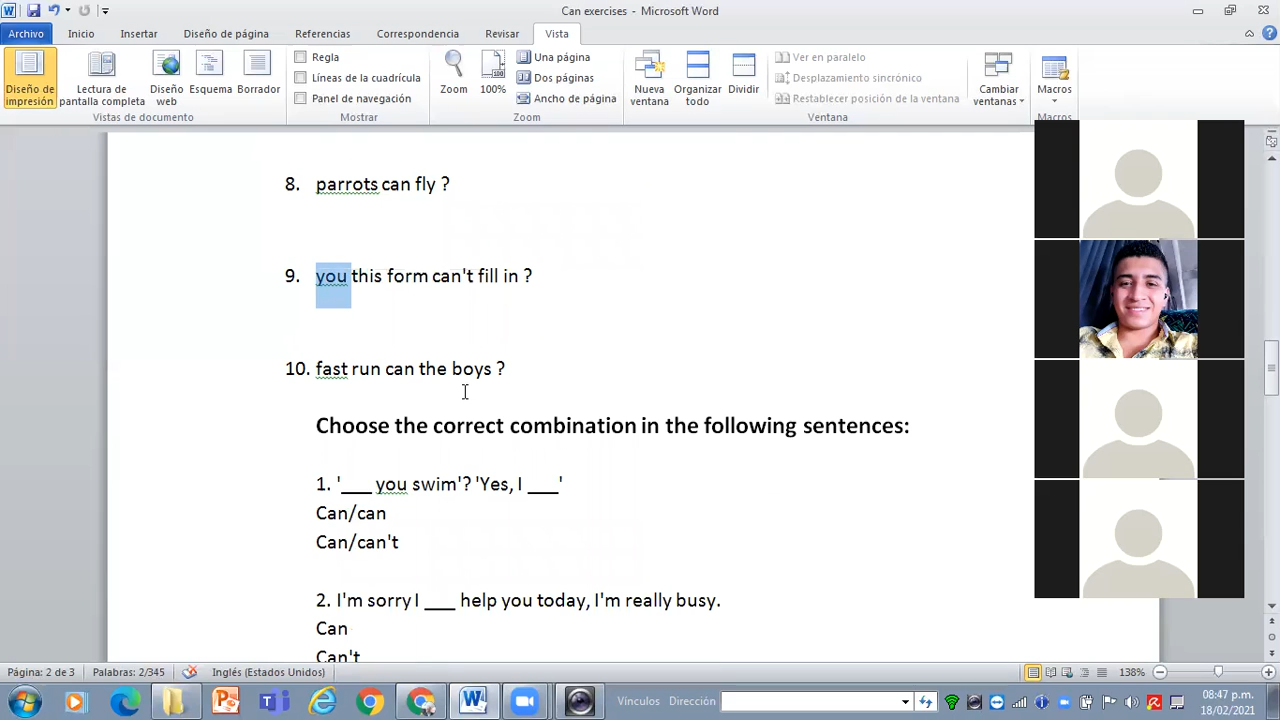 Can exercises - Microsoft Word
Archivo Inicio Insertar Diseño de página Referencias Correspondencia Revisar Vista
Diseño de impresión
Lectura de pantalla completa
Diseño web
Esquema
Borrador
Vistas de documento
Regla
Líneas de la cuadrícula
Panel de navegación
Mostrar
Zoom
100%
Una página
Dos páginas
Ancho de página
Zoom
Nueva ventana
Organizar todo
Dividir
Ver en paralelo
Desplazamiento sincrónico
Restablecer posición de la ventana
Ventana
Cambiar ventanas
Macros
Macros
8. parrots can fly ?
9. you this form can't fill in ?
10. fast run can the boys ?
Choose the correct combination in the following sentences:
1. '___ you swim'? 'Yes, I ___'
Can/can
Can/can't
2. I'm sorry I ___ help you today, I'm really busy.
Can
Can't
Página: 2 de 3 Palabras: 2/345 Inglés (Estados Unidos) 138%
Vínculos Dirección
08:47 p.m.
18/02/2021